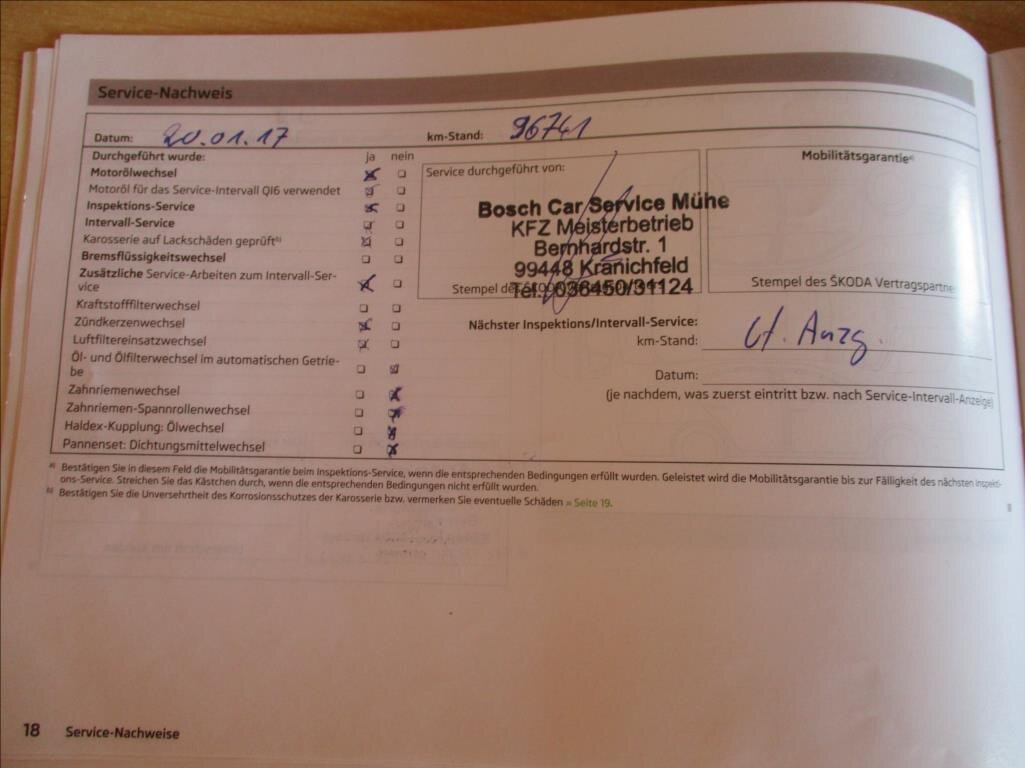 Service-Nachweis
Datum: 20.01.17 km-Stand: 96741
Durchgeführt wurde: ja nein
Motorölwechsel
Motoröl für das Service-Intervall QI6 verwendet
Inspektions-Service
Intervall-Service
Karosserie auf Lackschäden geprüft b)
Bremsflüssigkeitswechsel
Zusätzliche Service-Arbeiten zum Intervall-Ser-
vice
Kraftstofffilterwechsel
Zündkerzenwechsel
Luftfiltereinsatzwechsel
Öl- und Ölfilterwechsel im automatischen Getrie-
be
Zahnriemenwechsel
Zahnriemen-Spannrollenwechsel
Haldex-Kupplung: Ölwechsel
Pannenset: Dichtungsmittelwechsel
Service durchgeführt von:
Bosch Car Service Mühe
KFZ Meisterbetrieb
Bernhardstr. 1
99448 Kranichfeld
Tel. 036450/31124
Stempel des ŠKODA
Mobilitätsgarantie a)
Stempel des ŠKODA Vertragspartne
Nächster Inspektions/Intervall-Service:
km-Stand: lt. Anzg.
Datum:
(je nachdem, was zuerst eintritt bzw. nach Service-Intervall-Anzeige)
a) Bestätigen Sie in diesem Feld die Mobilitätsgarantie beim Inspektions-Service, wenn die entsprechenden Bedingungen erfüllt wurden. Geleistet wird die Mobilitätsgarantie bis zur Fälligkeit des nächsten Inspekti-
ons-Service. Streichen Sie das Kästchen durch, wenn die entsprechenden Bedingungen nicht erfüllt wurden.
b) Bestätigen Sie die Unversehrtheit des Korrosionsschutzes der Karosserie bzw. vermerken Sie eventuelle Schäden » Seite 19.
18 Service-Nachweise